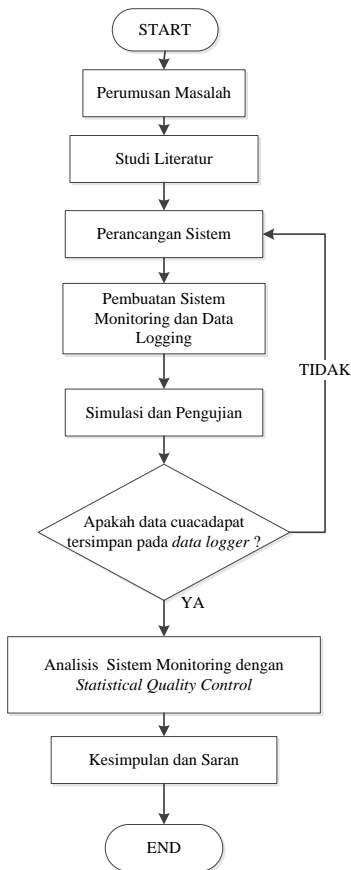 START
Perumusan Masalah
Studi Literatur
Perancangan Sistem
Pembuatan Sistem
Monitoring dan Data
Logging
TIDAK
Simulasi dan Pengujian
Apakah data cuacadapat
tersimpan pada data logger ?
YA
Analisis Sistem Monitoring dengan
Statistical Quality Control
Kesimpulan dan Saran
END